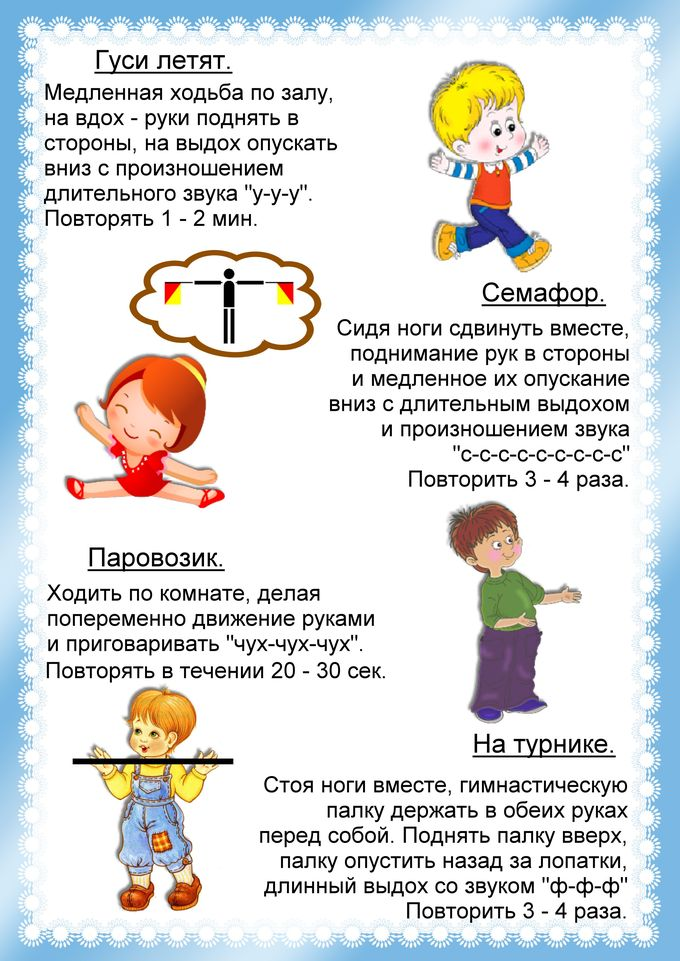 Гуси летят.
Медленная ходьба по залу,
на вдох - руки поднять в
стороны, на выдох опускать
вниз с произношением
длительного звука "у-у-у".
Повторять 1 - 2 мин.
Семафор.
Сидя ноги сдвинуть вместе,
поднимание рук в стороны
и медленное их опускание
вниз с длительным выдохом
и произношением звука
"с-с-с-с-с-с-с-с-с"
Повторить 3 - 4 раза.
Паровозик.
Ходить по комнате, делая
попеременно движение руками
и приговаривать "чух-чух-чух".
Повторять в течении 20 - 30 сек.
На турнике.
Стоя ноги вместе, гимнастическую
палку держать в обеих руках
перед собой. Поднять палку вверх,
палку опустить назад за лопатки,
длинный выдох со звуком "ф-ф-ф"
Повторить 3 - 4 раза.